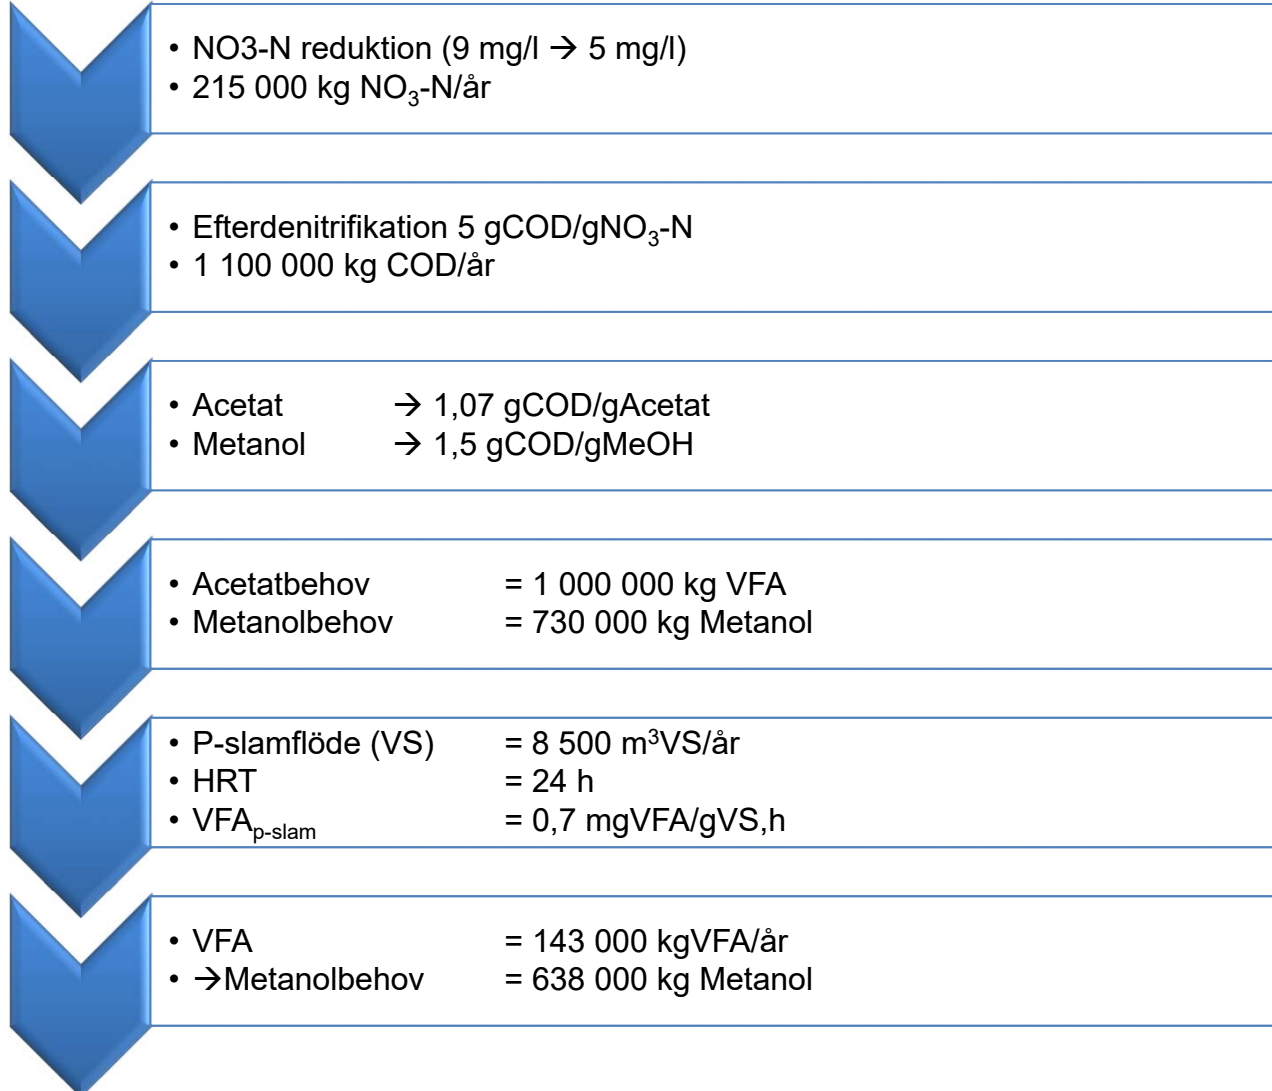 • NO3-N reduktion (9 mg/l → 5 mg/l)
• 215 000 kg NO₃-N/år
• Efterdenitrifikation 5 gCOD/gNO₃-N
• 1 100 000 kg COD/år
• Acetat → 1,07 gCOD/gAcetat
• Metanol → 1,5 gCOD/gMeOH
• Acetatbehov = 1 000 000 kg VFA
• Metanolbehov = 730 000 kg Metanol
• P-slamflöde (VS) = 8 500 m³VS/år
• HRT = 24 h
• VFAp-slam = 0,7 mgVFA/gVS,h
• VFA = 143 000 kgVFA/år
• →Metanolbehov = 638 000 kg Metanol